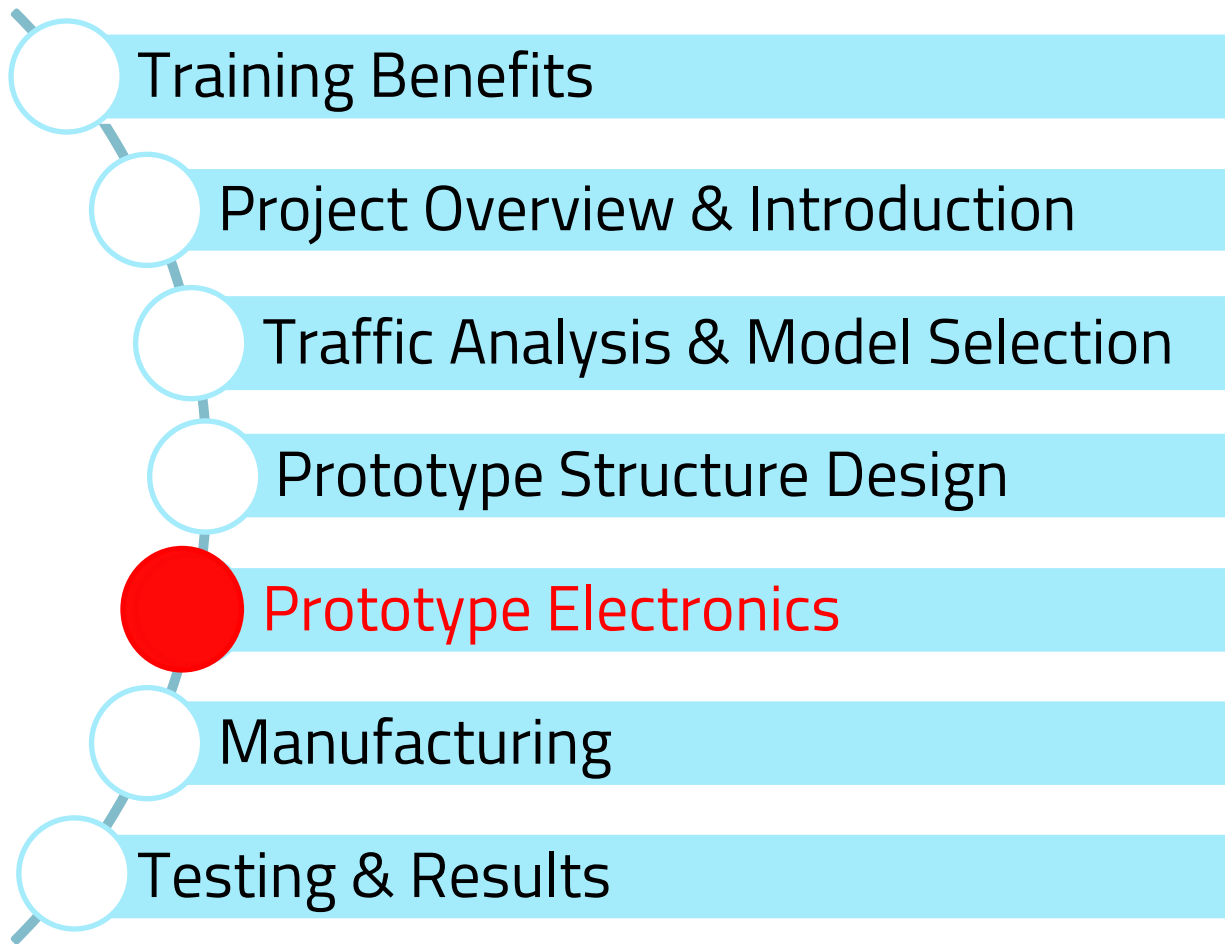 Training Benefits
Project Overview & Introduction
Traffic Analysis & Model Selection
Prototype Structure Design
Prototype Electronics
Manufacturing
Testing & Results